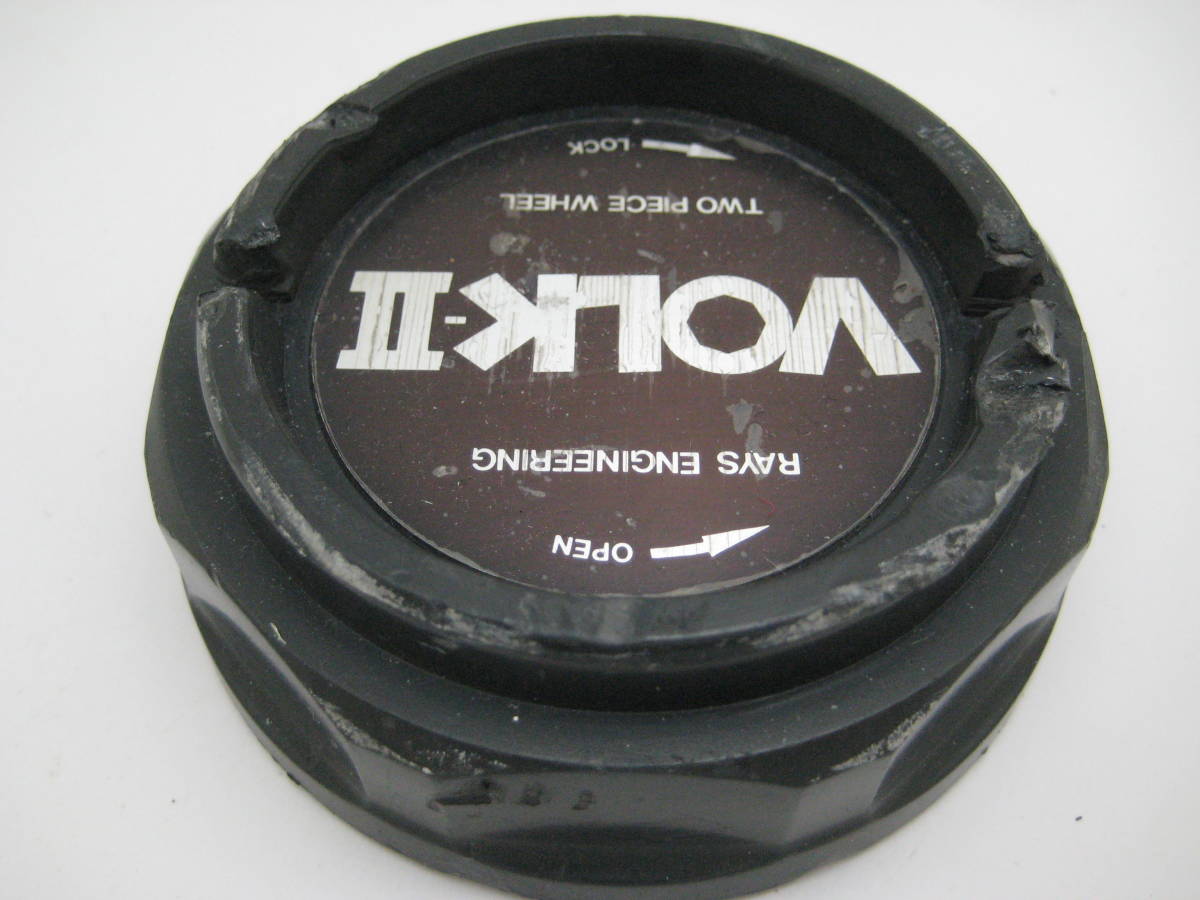 OPEN
RAYS ENGINEERING
VOLK-II
TWO PIECE WHEEL
LOCK